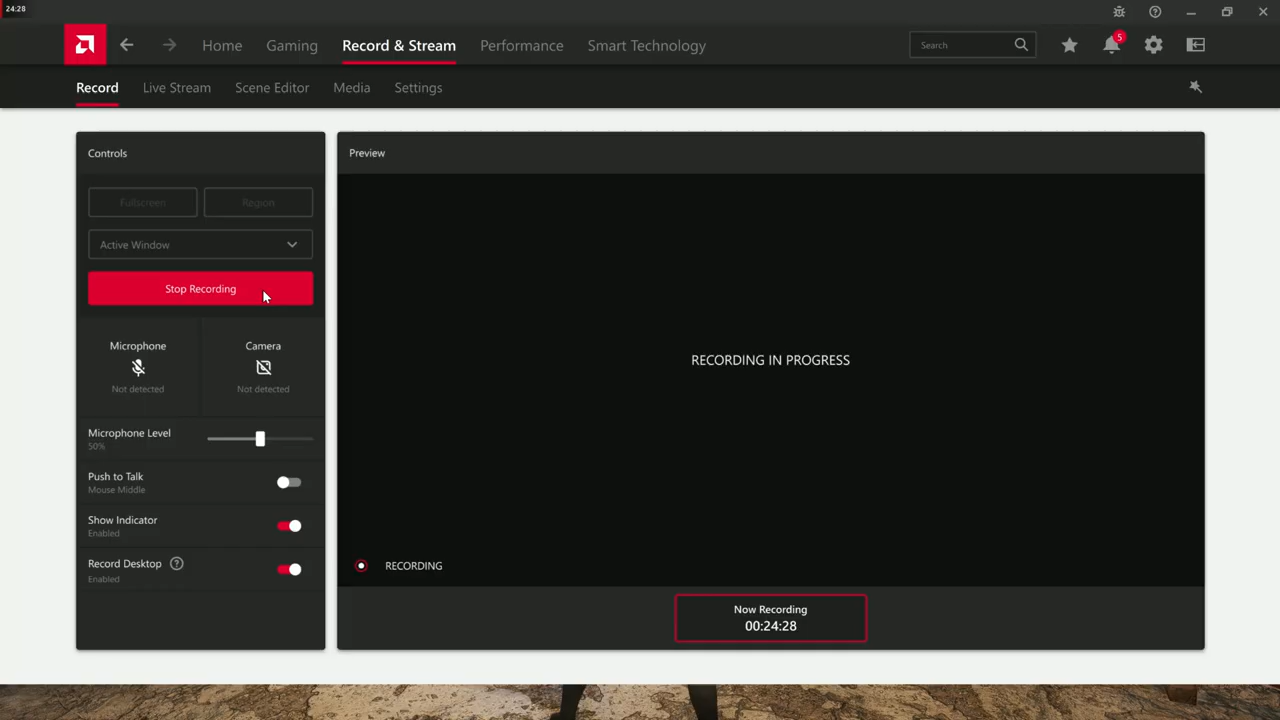 24:28
Home
Gaming
Record & Stream
Performance
Smart Technology
Search
5
Record
Live Stream
Scene Editor
Media
Settings
Controls
Fullscreen
Region
Active Window
Stop Recording
Microphone
Not detected
Camera
Not detected
Microphone Level
50%
Push to Talk
Mouse Middle
Show Indicator
Enabled
Record Desktop ?
Enabled
Preview
RECORDING IN PROGRESS
RECORDING
Now Recording
00:24:28